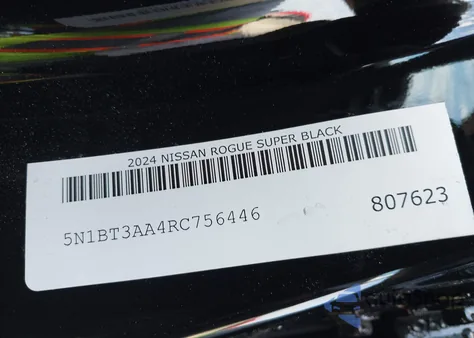 2024 NISSAN ROGUE SUPER BLACK
5N1BT3AA4RC756446
807623